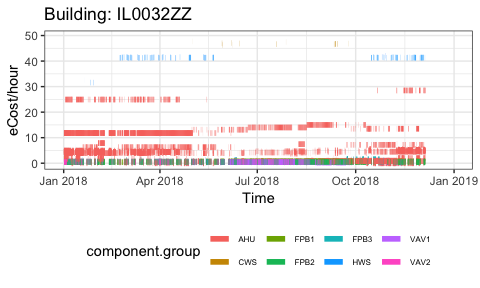 Building: IL0032ZZ
eCost/hour
50
40
30
20
10
0
Jan 2018 Apr 2018 Jul 2018 Oct 2018 Jan 2019
Time
component.group
AHU FPB1 FPB3 VAV1
CWS FPB2 HWS VAV2